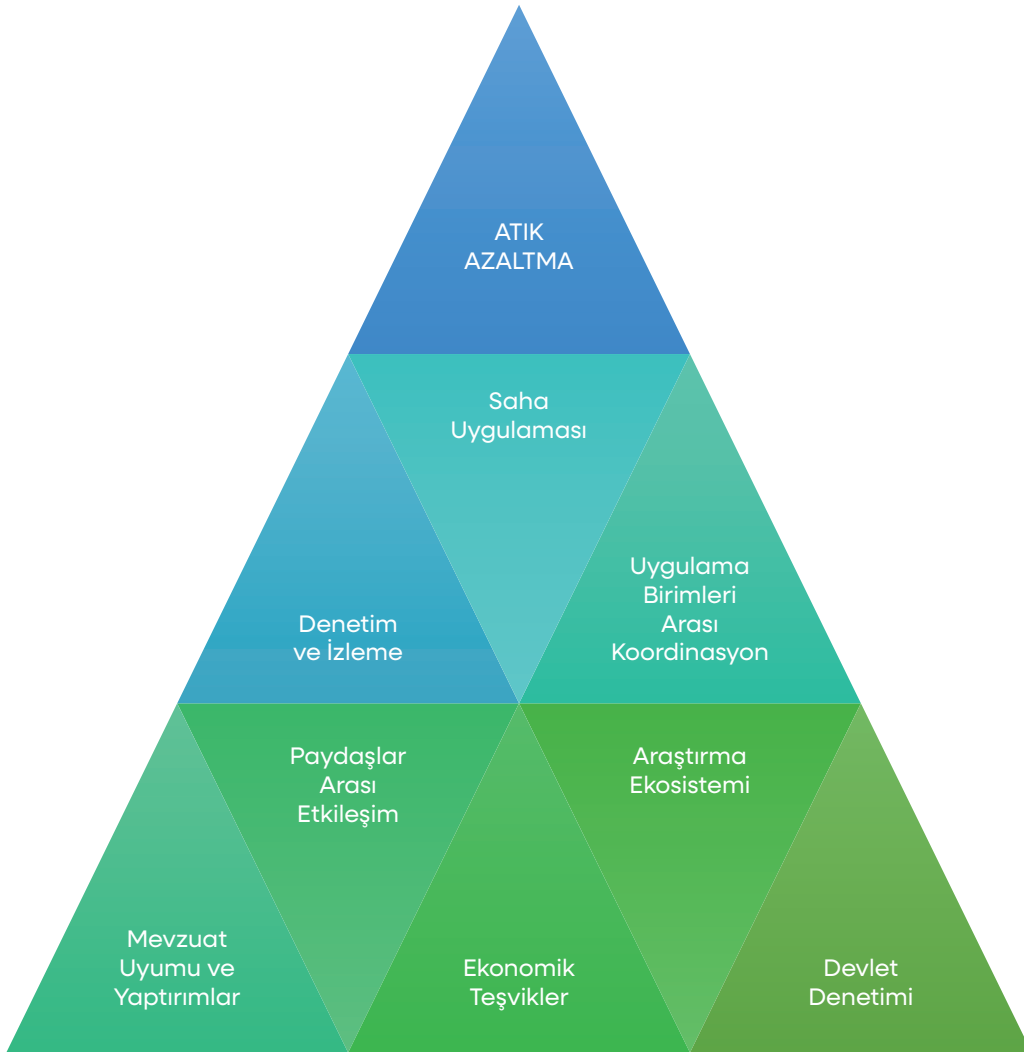 ATIK
AZALTMA
Saha
Uygulaması
Denetim
ve İzleme
Uygulama
Birimleri
Arası
Koordinasyon
Paydaşlar
Arası
Etkileşim
Araştırma
Ekosistemi
Mevzuat
Uyumu ve
Yaptırımlar
Ekonomik
Teşvikler
Devlet
Denetimi